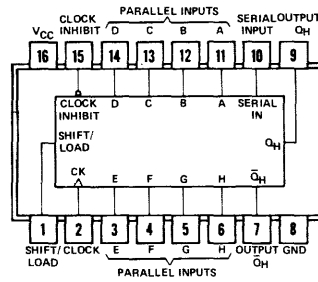 PARALLEL INPUTS
CLOCK SERIAL OUTPUT
VCC INHIBIT D C B A INPUT QH
16 15 14 13 12 11 10 9
CLOCK D C B A SERIAL
INHIBIT IN
SHIFT/
LOAD QH
CK E F G H Q̅H
1 2 3 4 5 6 7 8
SHIFT/ CLOCK E F G H OUTPUT GND
LOAD Q̅H
PARALLEL INPUTS